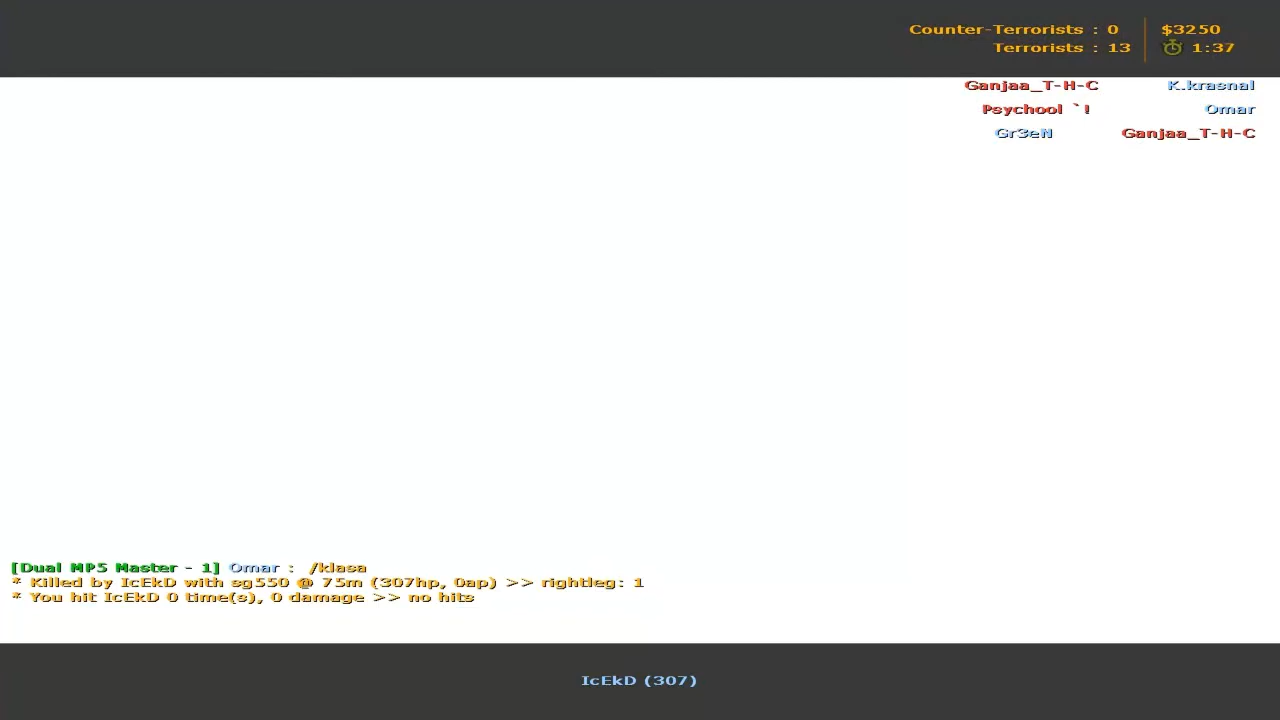 Counter-Terrorists : 0 $3250
Terrorists : 13 1:37
Ganjaa_T-H-C K.krasnal
Psychool `! Omar
Gr3eN Ganjaa_T-H-C
[Dual MP5 Master - 1] Omar : /klasa
* Killed by IcEkD with sg550 @ 75m (307hp, 0ap) >> rightleg: 1
* You hit IcEkD 0 time(s), 0 damage >> no hits
IcEkD (307)